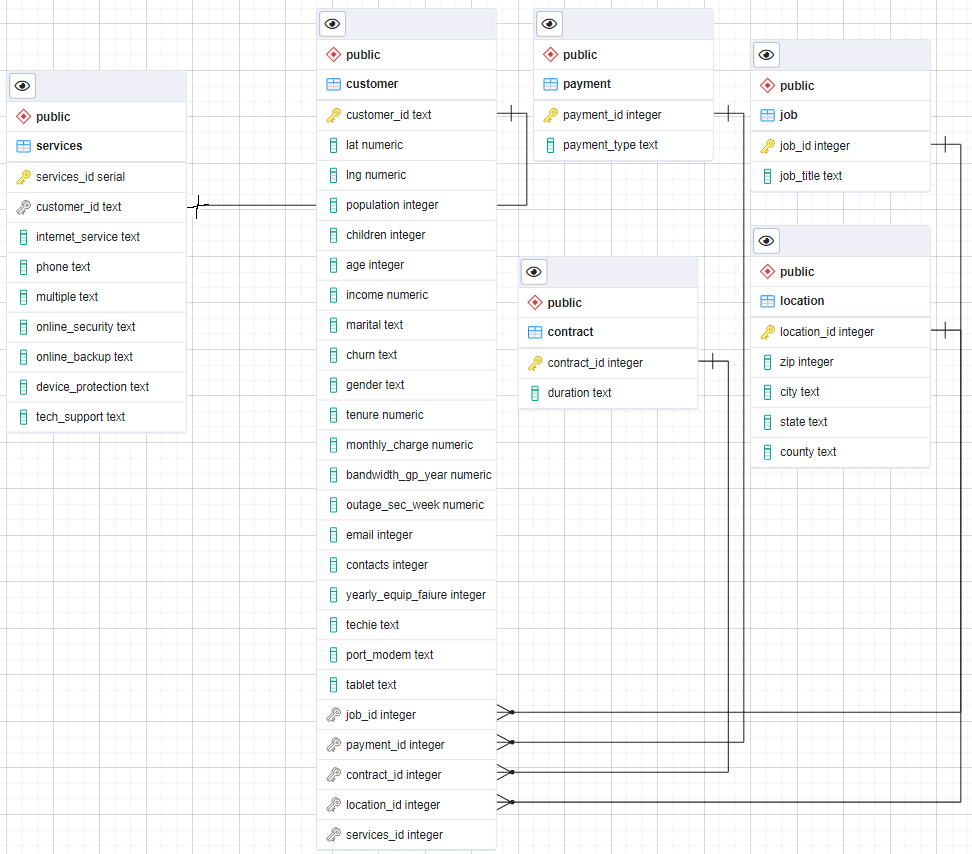 public
services
services_id serial
customer_id text
internet_service text
phone text
multiple text
online_security text
online_backup text
device_protection text
tech_support text
public
customer
customer_id text
lat numeric
lng numeric
population integer
children integer
age integer
income numeric
marital text
churn text
gender text
tenure numeric
monthly_charge numeric
bandwidth_gp_year numeric
outage_sec_week numeric
email integer
contacts integer
yearly_equip_faiure integer
techie text
port_modem text
tablet text
job_id integer
payment_id integer
contract_id integer
location_id integer
services_id integer
public
payment
payment_id integer
payment_type text
public
contract
contract_id integer
duration text
public
job
job_id integer
job_title text
public
location
location_id integer
zip integer
city text
state text
county text